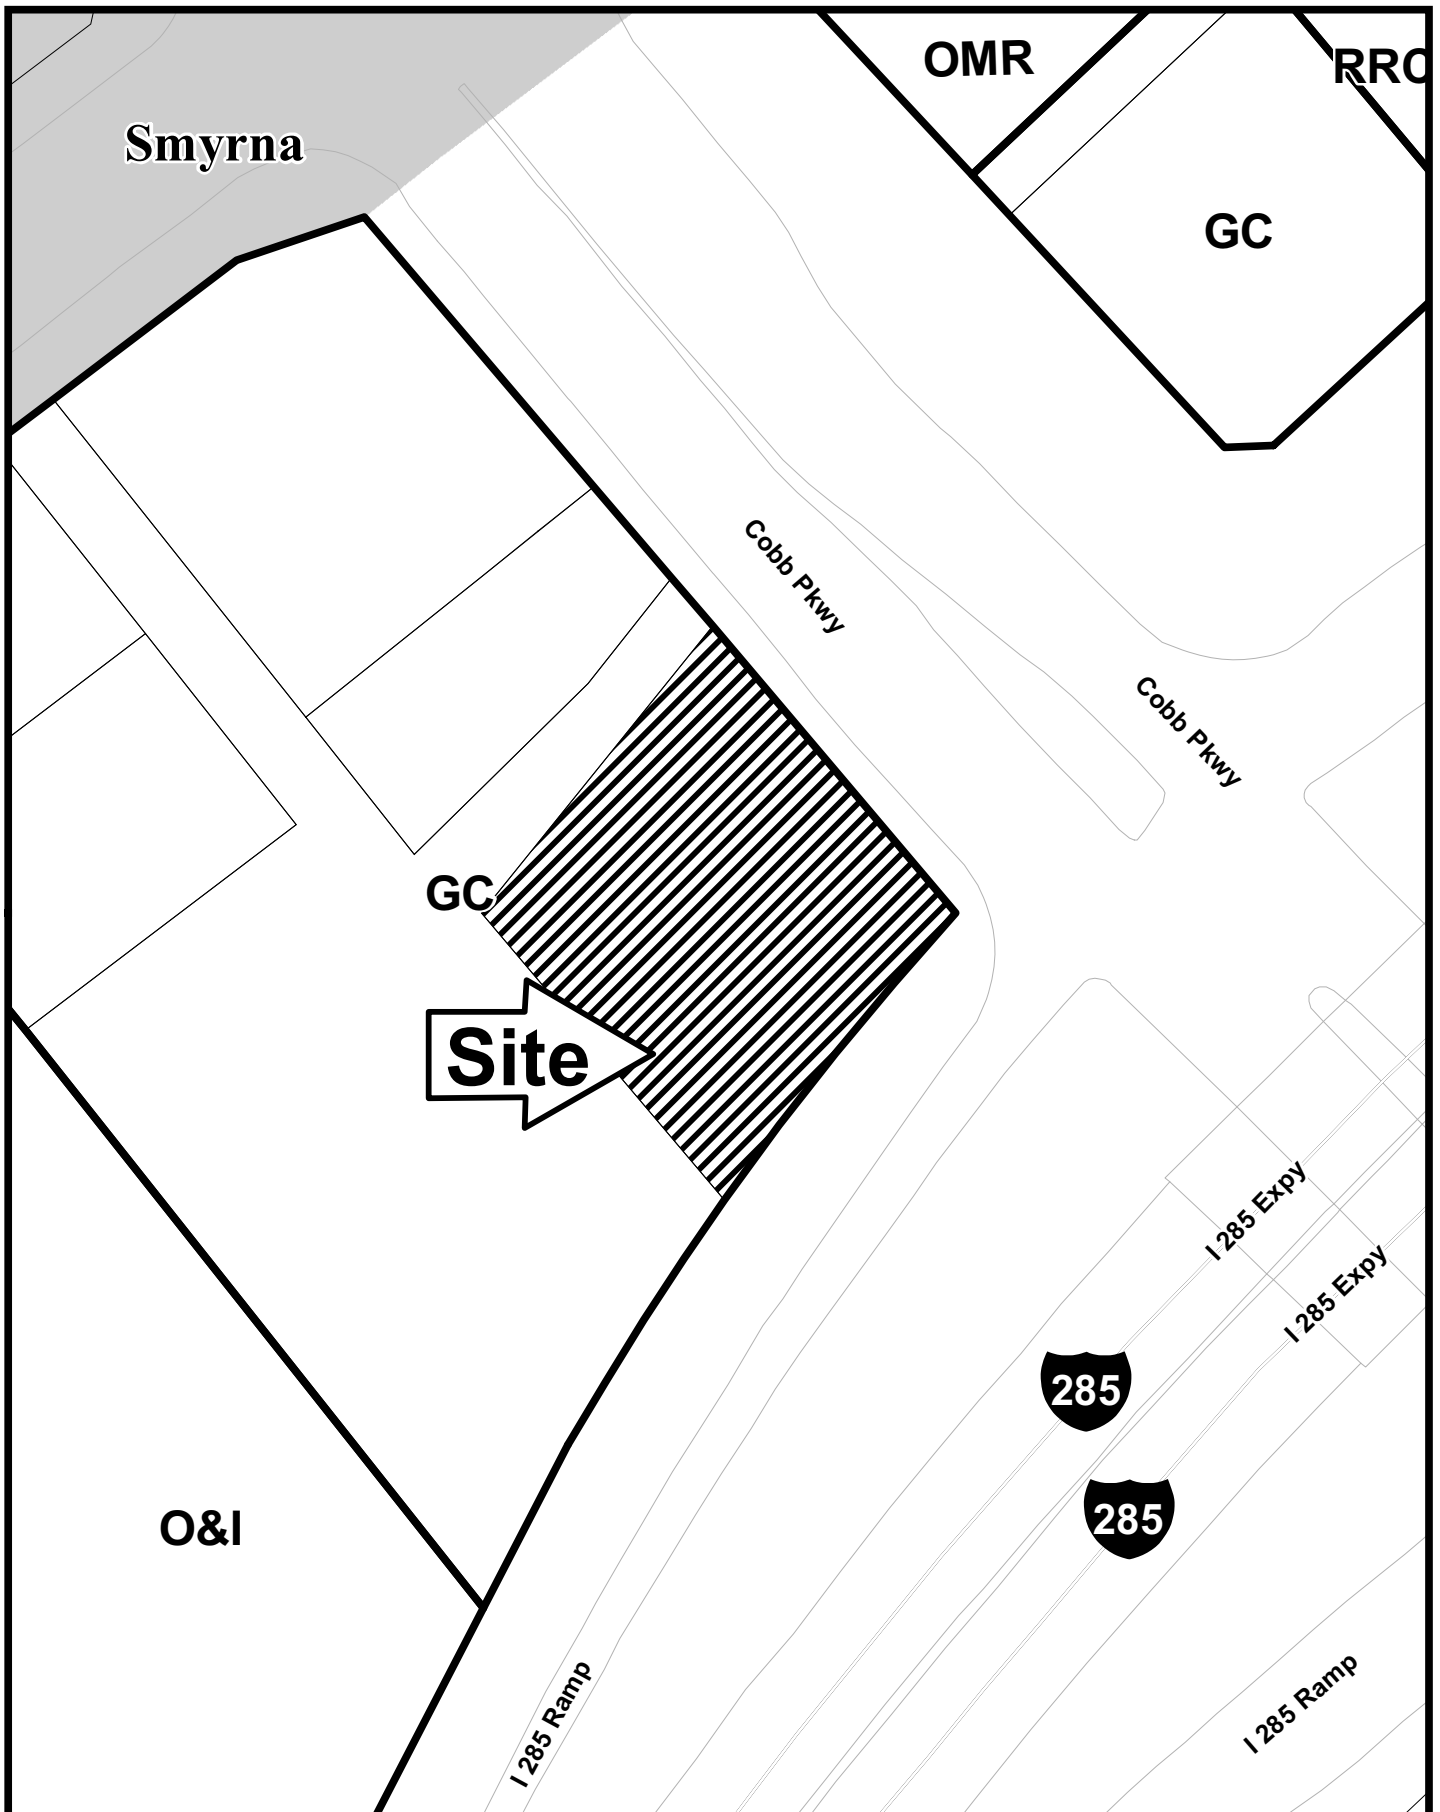 OMR
RRC
Smyrna
GC
Cobb Pkwy
Cobb Pkwy
GC
Site
I 285 Expy
I 285 Expy
285
285
O&I
I 285 Ramp
I 285 Ramp